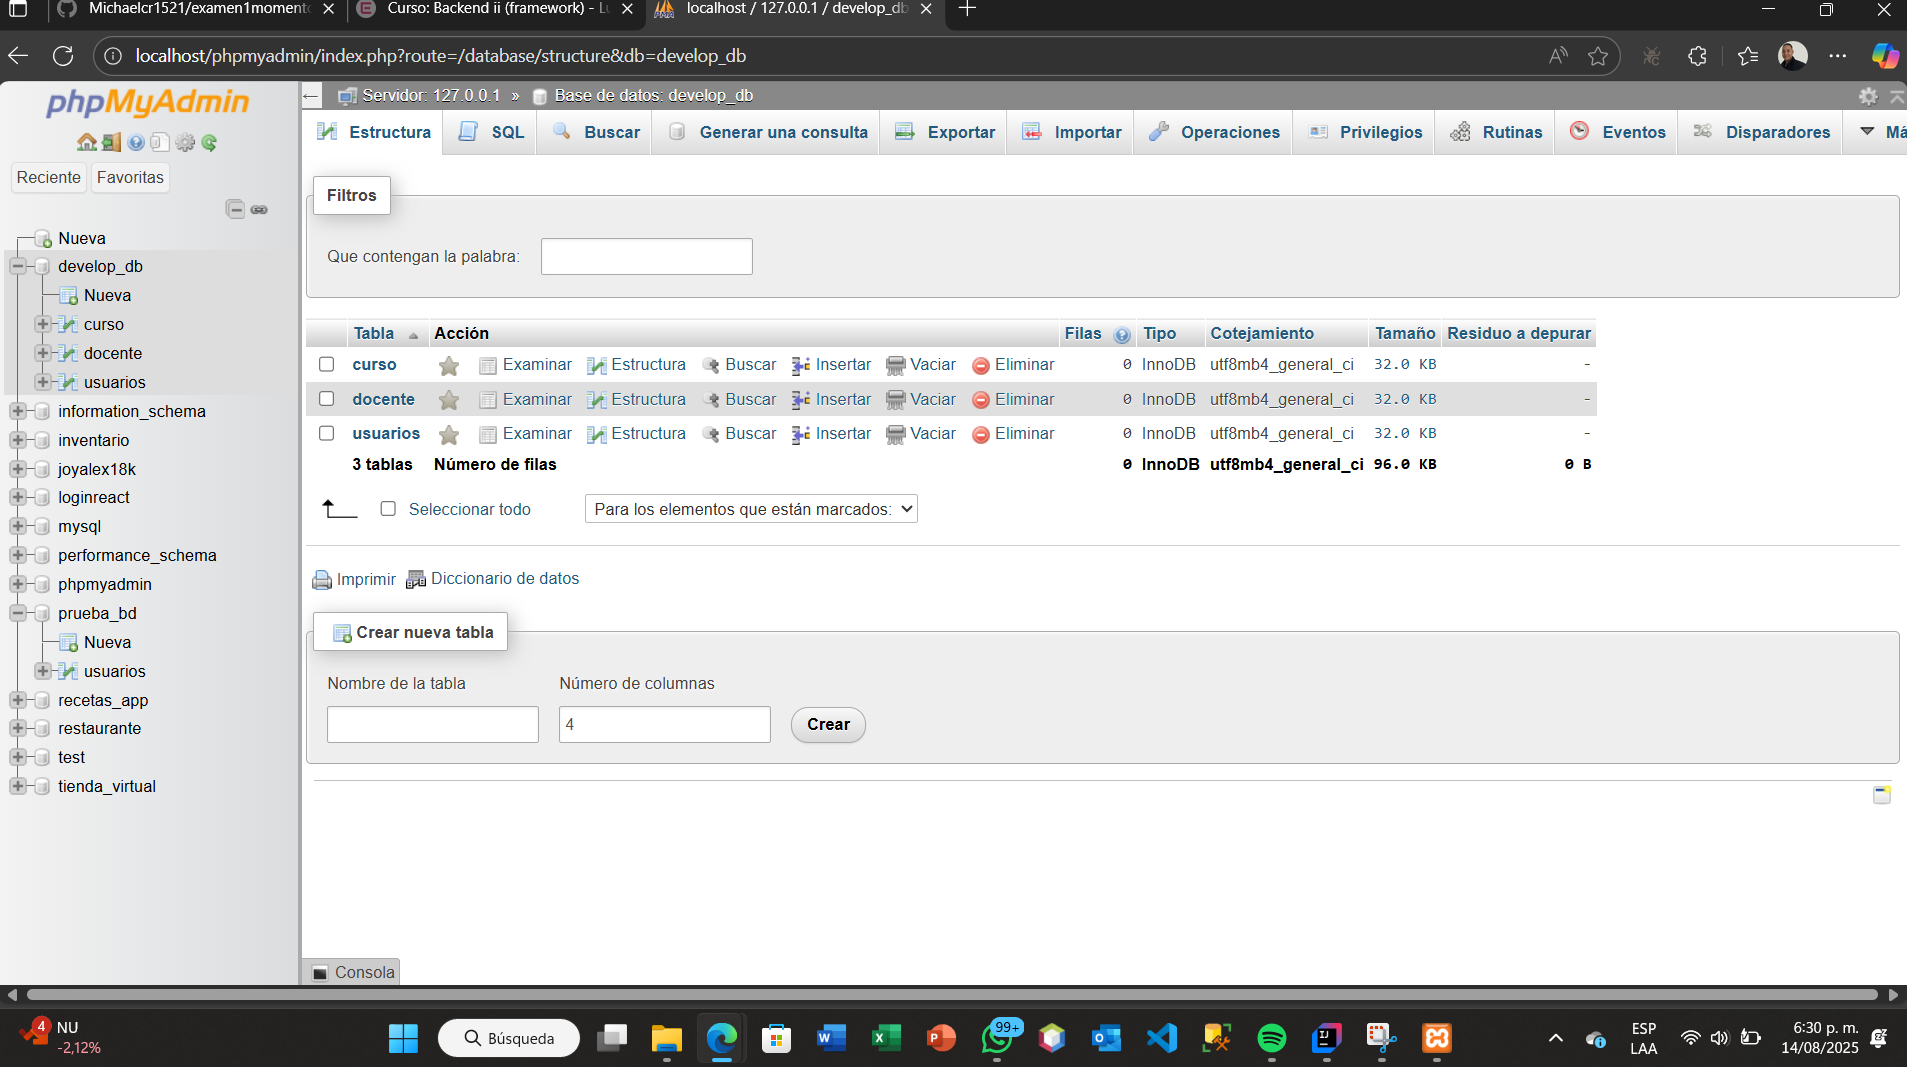 Michaelcr1521/examen1momento
Curso: Backend ii (framework) - Lu
localhost / 127.0.0.1 / develop_db
localhost/phpmyadmin/index.php?route=/database/structure&db=develop_db
phpMyAdmin
Reciente
Favoritas
Nueva
develop_db
Nueva
curso
docente
usuarios
information_schema
inventario
joyalex18k
loginreact
mysql
performance_schema
phpmyadmin
prueba_bd
Nueva
usuarios
recetas_app
restaurante
test
tienda_virtual
Servidor: 127.0.0.1 » Base de datos: develop_db
Estructura SQL Buscar Generar una consulta Exportar Importar Operaciones Privilegios Rutinas Eventos Disparadores Má
Filtros
Que contengan la palabra:
Tabla Acción Filas Tipo Cotejamiento Tamaño Residuo a depurar
curso Examinar Estructura Buscar Insertar Vaciar Eliminar 0 InnoDB utf8mb4_general_ci 32.0 KB -
docente Examinar Estructura Buscar Insertar Vaciar Eliminar 0 InnoDB utf8mb4_general_ci 32.0 KB -
usuarios Examinar Estructura Buscar Insertar Vaciar Eliminar 0 InnoDB utf8mb4_general_ci 32.0 KB -
3 tablas Número de filas 0 InnoDB utf8mb4_general_ci 96.0 KB 0 B
Seleccionar todo
Para los elementos que están marcados:
Imprimir Diccionario de datos
Crear nueva tabla
Nombre de la tabla Número de columnas
4
Crear
Consola
4
NU
-2,12%
Búsqueda
99+
ESP
LAA
6:30 p. m.
14/08/2025